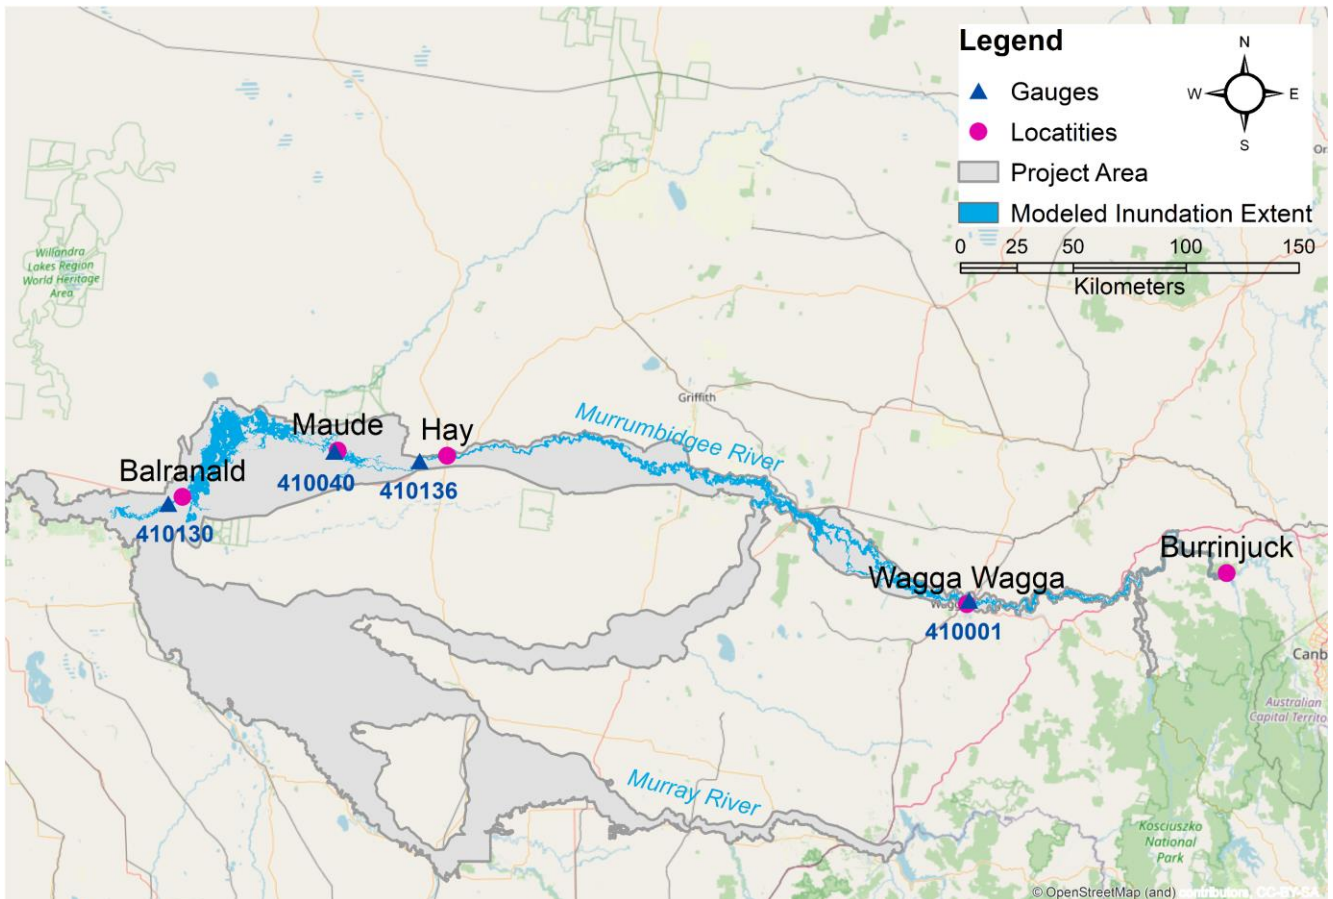 Legend
N
W
E
S
Gauges
Locatities
Project Area
Modeled Inundation Extent
0 25 50 100 150
Kilometers
Or
Willandra
Lakes Region
World Heritage
Area
Griffith
Murrumbidgee River
Maude
Hay
Balranald
410040
410136
410130
Burrinjuck
Wagga Wagga
410001
Canb
Australian
Capital Territo
Murray River
Kosciuszko
National
Park
© OpenStreetMap (and) contributors, CC-BY-SA